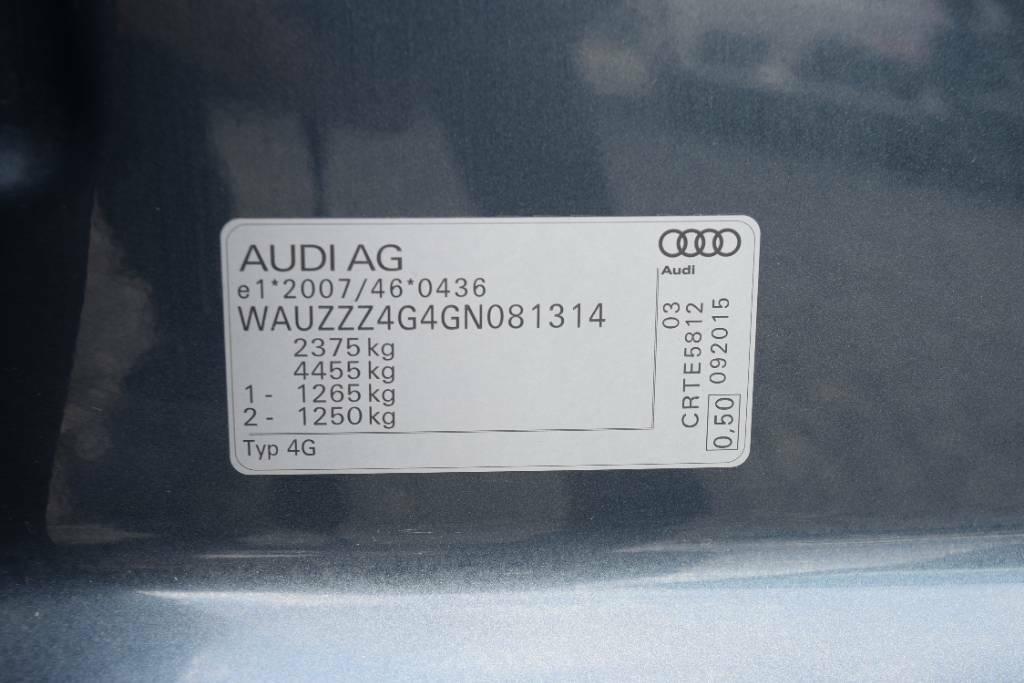 AUDI AG
e1*2007/46*0436
WAUZZZ4G4GN081314
2375 kg
4455 kg
1 - 1265 kg
2 - 1250 kg
Typ 4G
Audi
03
CRTE5812
092015
0,50